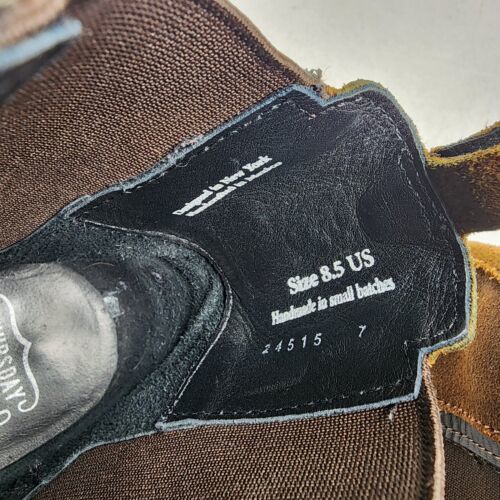 Designed in New York
Size 8.5 US
Handmade in small batches.
24515 7